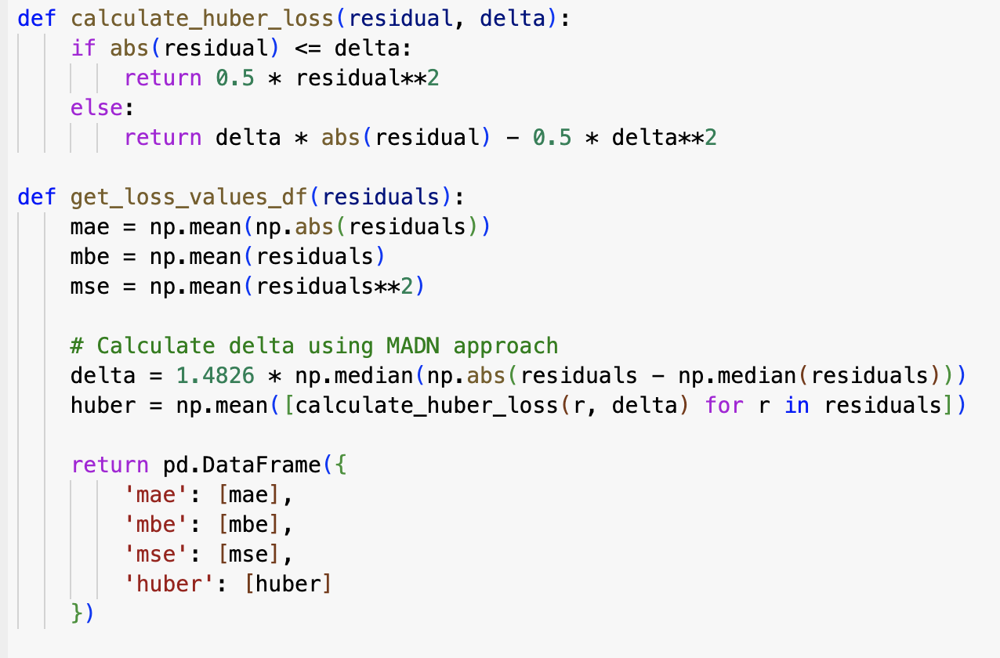 def calculate_huber_loss(residual, delta):
    if abs(residual) <= delta:
        return 0.5 * residual**2
    else:
        return delta * abs(residual) - 0.5 * delta**2

def get_loss_values_df(residuals):
    mae = np.mean(np.abs(residuals))
    mbe = np.mean(residuals)
    mse = np.mean(residuals**2)

    # Calculate delta using MADN approach
    delta = 1.4826 * np.median(np.abs(residuals - np.median(residuals)))
    huber = np.mean([calculate_huber_loss(r, delta) for r in residuals])

    return pd.DataFrame({
        'mae': [mae],
        'mbe': [mbe],
        'mse': [mse],
        'huber': [huber]
    })